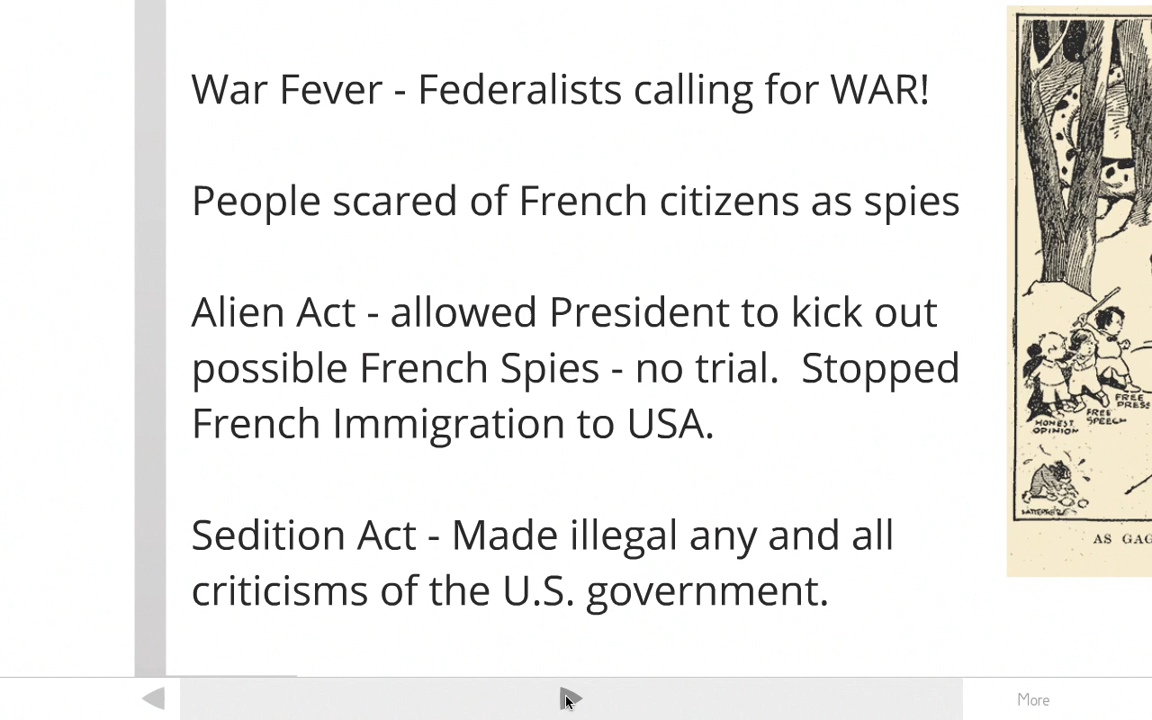 War Fever - Federalists calling for WAR!
People scared of French citizens as spies
Alien Act - allowed President to kick out
possible French Spies - no trial.  Stopped
French Immigration to USA.
Sedition Act - Made illegal any and all
criticisms of the U.S. government.
HONEST
OPINION
FREE
SPEECH
FREE
PRESS
AS GAG
More